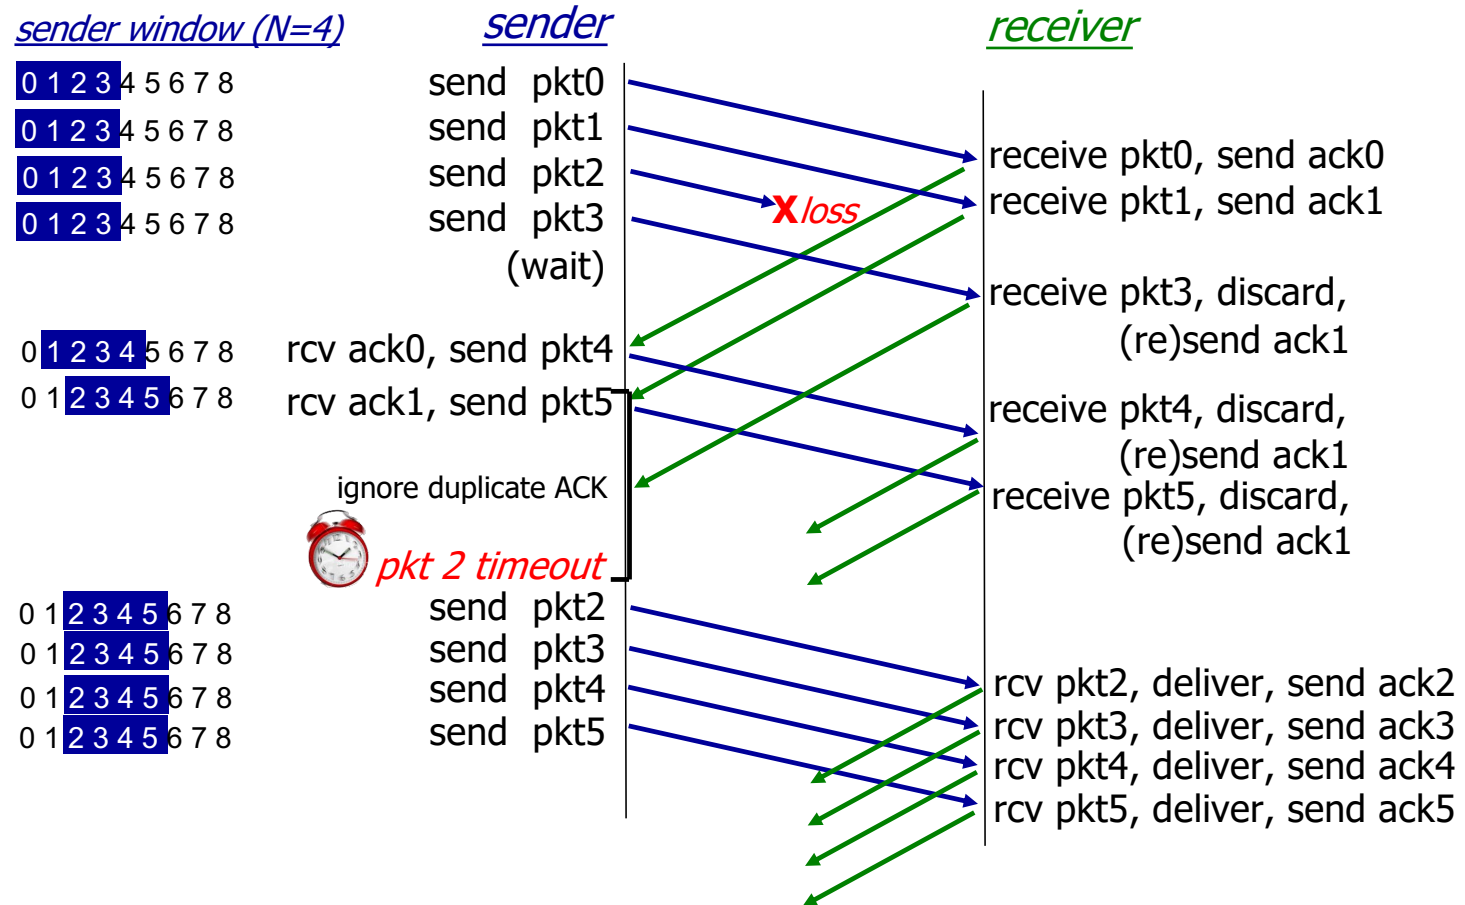 sender window (N=4) sender receiver
0 1 2 3 4 5 6 7 8 send pkt0
0 1 2 3 4 5 6 7 8 send pkt1
receive pkt0, send ack0
0 1 2 3 4 5 6 7 8 send pkt2
receive pkt1, send ack1
X loss
0 1 2 3 4 5 6 7 8 send pkt3
(wait)
receive pkt3, discard,
(re)send ack1
0 1 2 3 4 5 6 7 8 rcv ack0, send pkt4
0 1 2 3 4 5 6 7 8 rcv ack1, send pkt5
receive pkt4, discard,
(re)send ack1
ignore duplicate ACK
receive pkt5, discard,
(re)send ack1
pkt 2 timeout
0 1 2 3 4 5 6 7 8 send pkt2
0 1 2 3 4 5 6 7 8 send pkt3
0 1 2 3 4 5 6 7 8 send pkt4
0 1 2 3 4 5 6 7 8 send pkt5
rcv pkt2, deliver, send ack2
rcv pkt3, deliver, send ack3
rcv pkt4, deliver, send ack4
rcv pkt5, deliver, send ack5